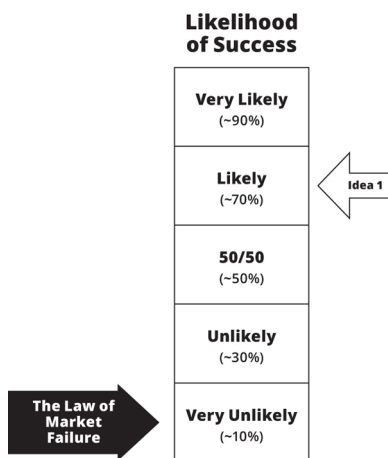 Likelihood
of Success
Very Likely
(~90%)
Likely
(~70%)
Idea 1
50/50
(~50%)
Unlikely
(~30%)
The Law of
Market
Failure
Very Unlikely
(~10%)